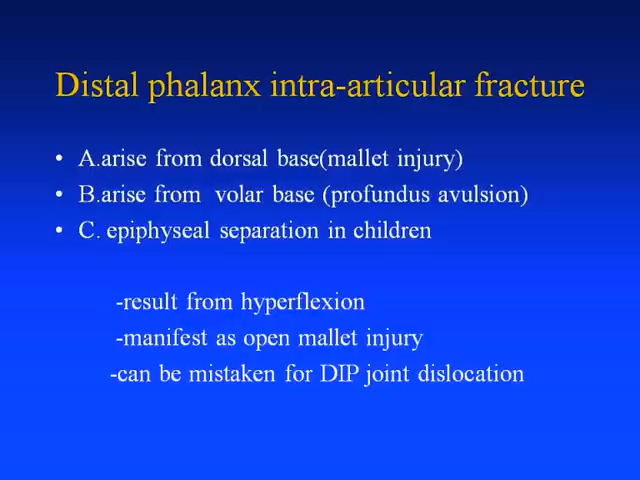 Distal phalanx intra-articular fracture
• A.arise from dorsal base(mallet injury)
• B.arise from volar base (profundus avulsion)
• C. epiphyseal separation in children
-result from hyperflexion
-manifest as open mallet injury
-can be mistaken for DIP joint dislocation